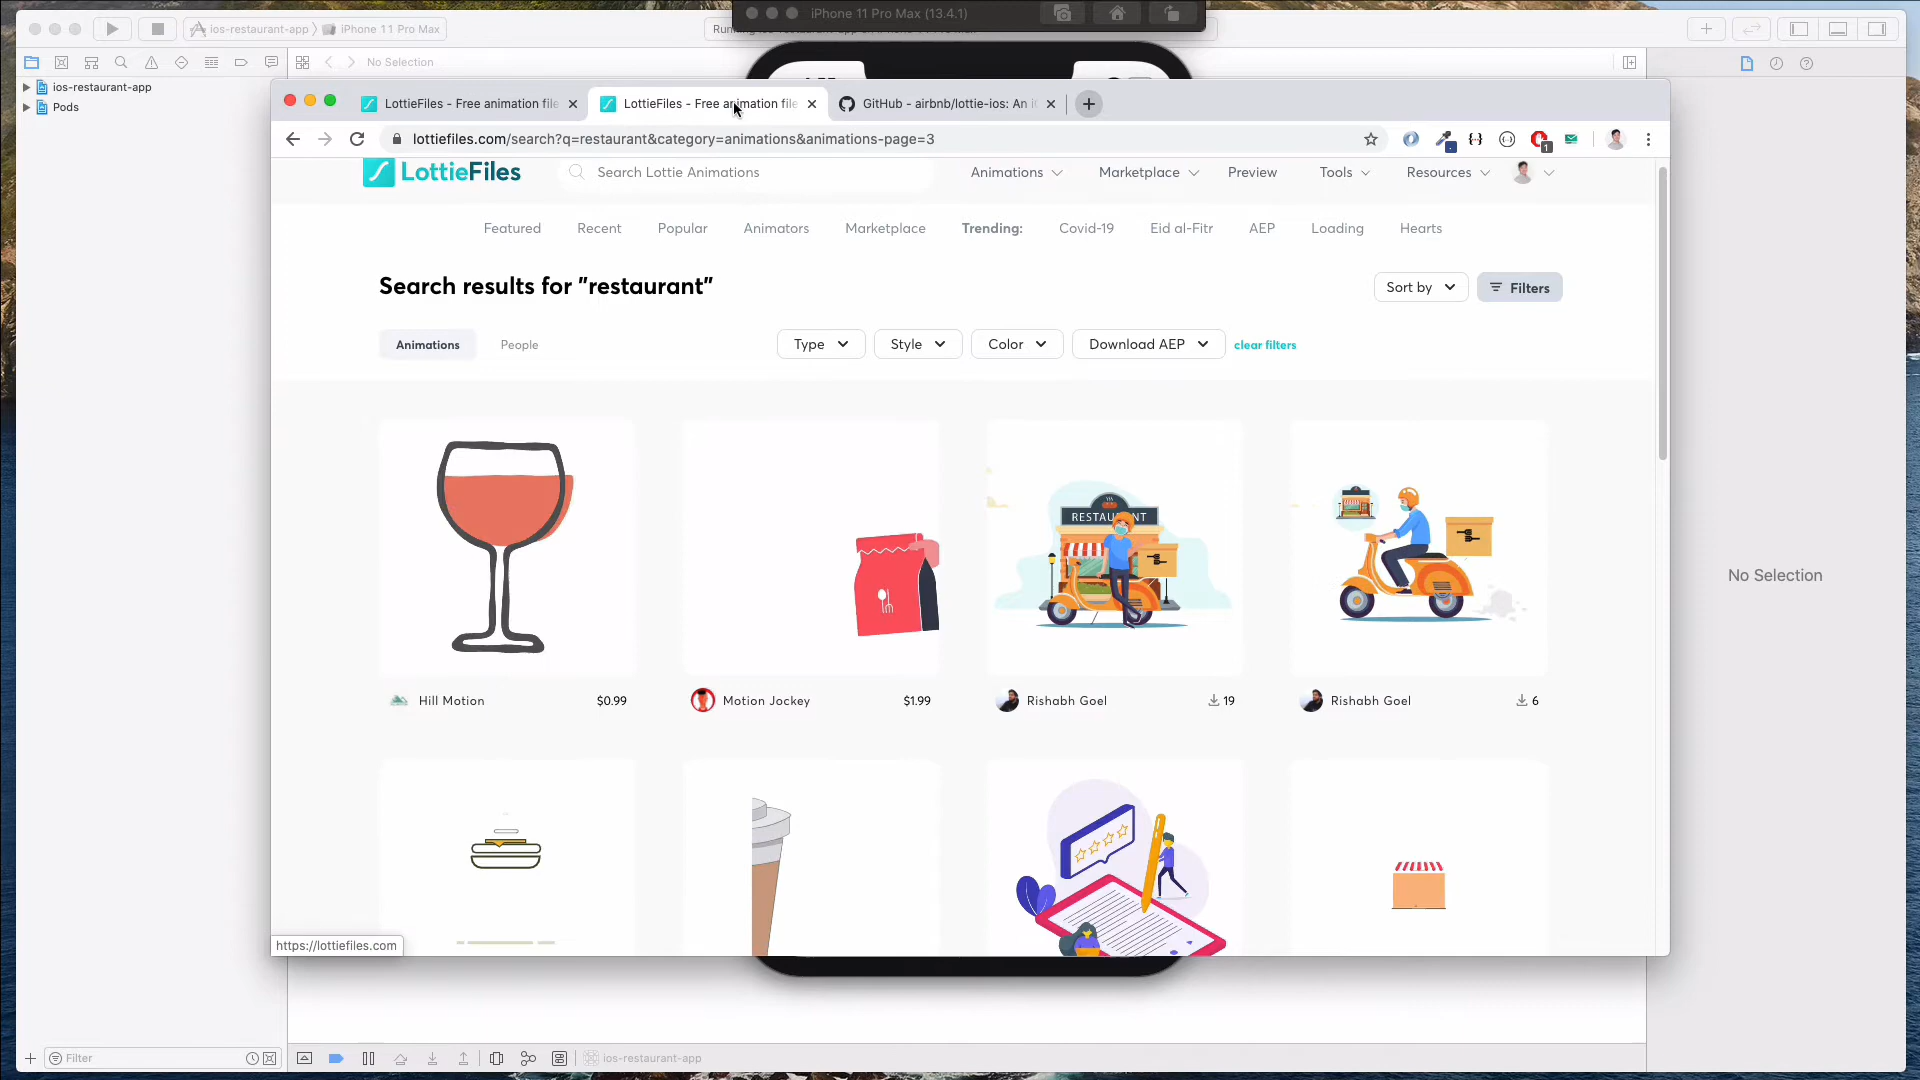 iPhone 11 Pro Max (13.4.1)
ios-restaurant-app
iPhone 11 Pro Max
No Selection
ios-restaurant-app
Pods
LottieFiles - Free animation file
LottieFiles - Free animation file
GitHub - airbnb/lottie-ios: An i
lottiefiles.com/search?q=restaurant&category=animations&animations-page=3
1
LottieFiles
Search Lottie Animations
Animations
Marketplace
Preview
Tools
Resources
Featured
Recent
Popular
Animators
Marketplace
Trending:
Covid-19
Eid al-Fitr
AEP
Loading
Hearts
Search results for "restaurant"
Sort by
Filters
Animations
People
Type
Style
Color
Download AEP
clear filters
No Selection
Hill Motion
$0.99
Motion Jockey
$1.99
Rishabh Goel
19
Rishabh Goel
6
https://lottiefiles.com
Filter
ios-restaurant-app